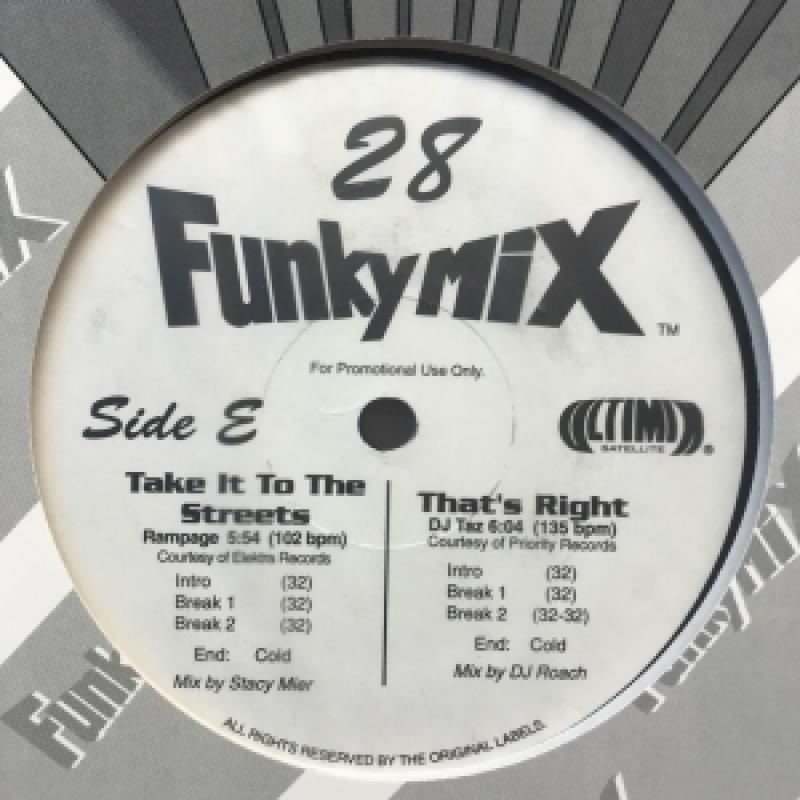 28
Funkymix
TM
For Promotional Use Only.
Side E
ULTIMIX
SATELLITE ®
Take It To The
Streets
Rampage 5:54 (102 bpm)
Courtesy of Elektra Records
Intro (32)
Break 1 (32)
Break 2 (32)
End: Cold
Mix by Stacy Mier
That's Right
DJ Taz 6:04 (135 bpm)
Courtesy of Priority Records
Intro (32)
Break 1 (32)
Break 2 (32-32)
End: Cold
Mix by DJ Roach
ALL RIGHTS RESERVED BY THE ORIGINAL LABELS.
Funk